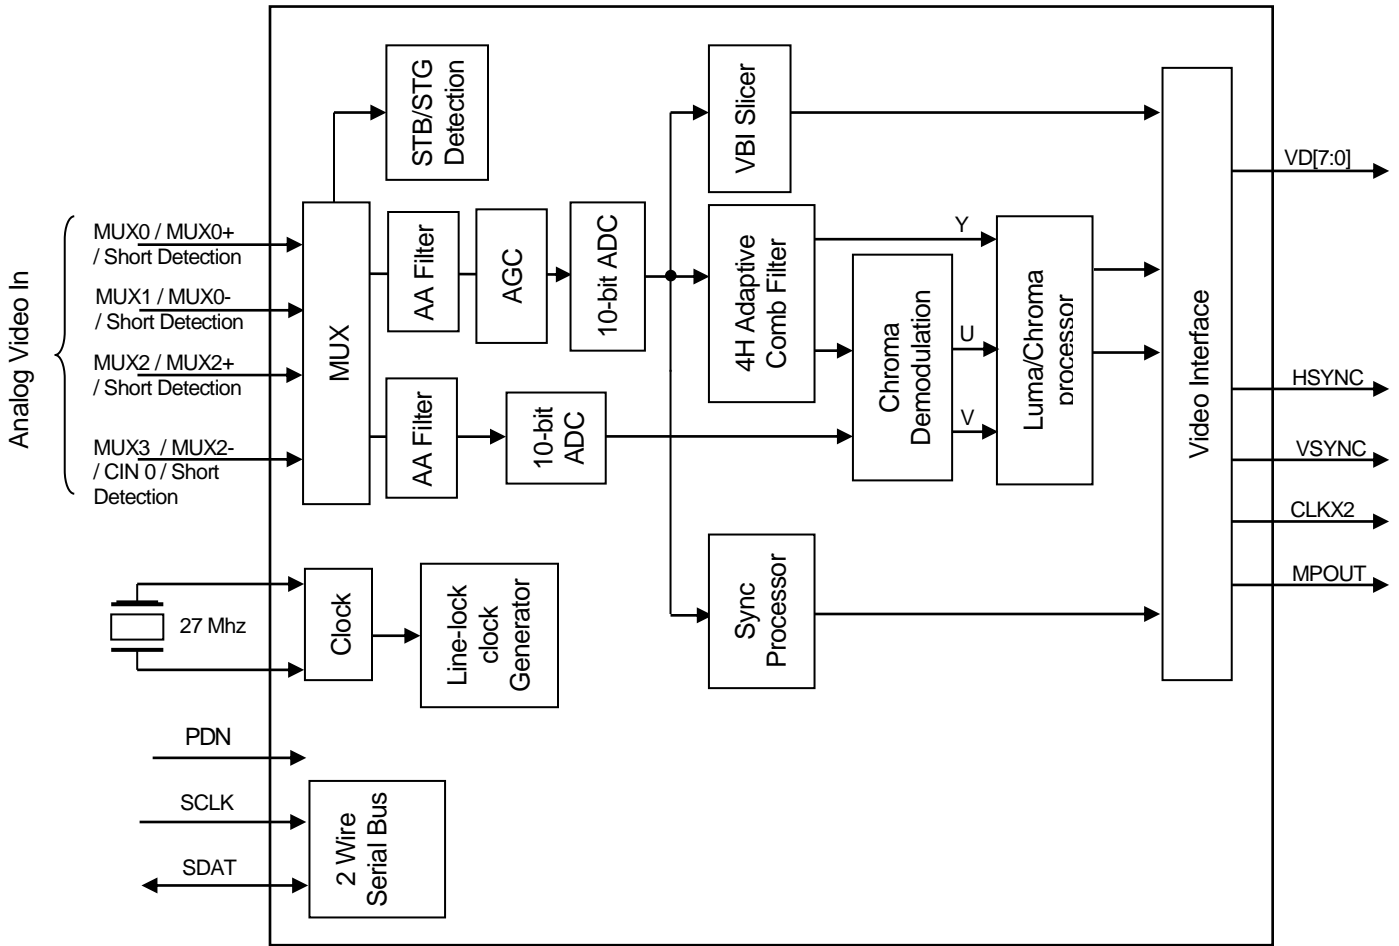 Analog Video In
MUX0 / MUX0+
/ Short Detection
MUX1 / MUX0-
/ Short Detection
MUX2 / MUX2+
/ Short Detection
MUX3 / MUX2-
/ CIN 0 / Short
Detection
27 Mhz
PDN
SCLK
SDAT
MUX
STB/STG
Detection
AA Filter
AGC
10-bit ADC
AA Filter
10-bit
ADC
Clock
Line-lock
clock
Generator
2 Wire
Serial Bus
VBI Slicer
4H Adaptive
Comb Filter
Chroma
Demodulation
Y
U
V
Luma/Chroma
processor
Sync
Processor
Video Interface
VD[7:0]
HSYNC
VSYNC
CLKX2
MPOUT